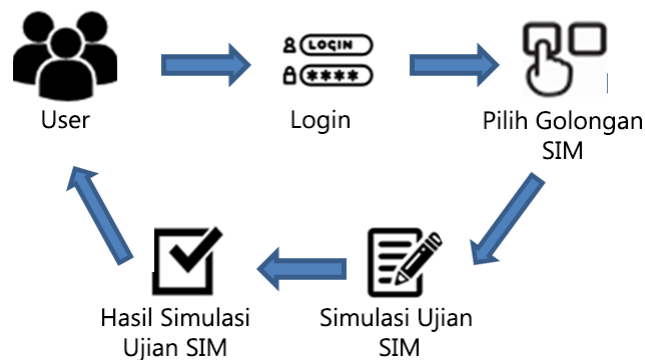 LOGIN
****
User
Login
Pilih Golongan
SIM
Hasil Simulasi
Ujian SIM
Simulasi Ujian
SIM